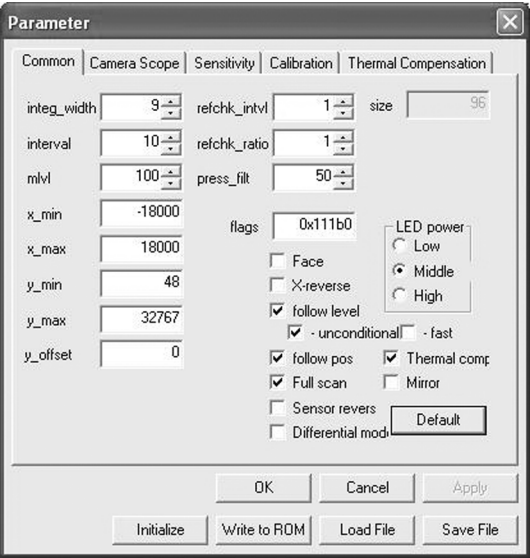 Parameter
Common Camera Scope Sensitivity Calibration Thermal Compensation
integ_width 9 refchk_intvl 1 size 96
interval 10 refchk_ratio 1
mlvl 100 press_filt 50
x_min -18000
flags 0x111b0 LED power
x_max 18000 Low
Face Middle
y_min 48 X-reverse High
y_max 32767 follow level
- unconditional - fast
y_offset 0 follow pos Thermal comp
Full scan Mirror
Sensor revers
Differential mod Default
OK Cancel Apply
Initialize Write to ROM Load File Save File